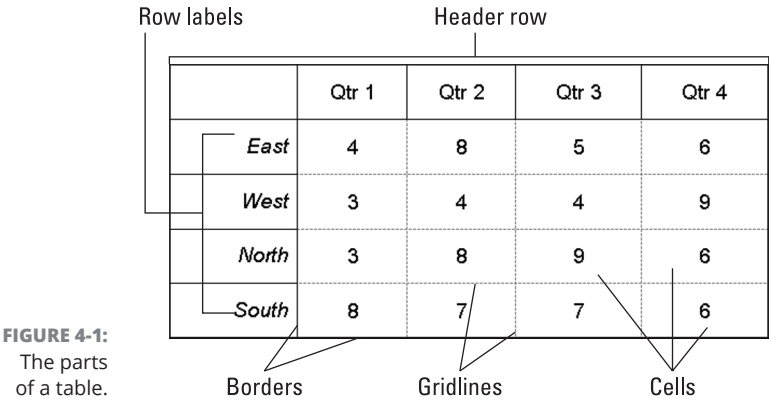 Row labels Header row
Qtr 1 Qtr 2 Qtr 3 Qtr 4
East 4 8 5 6
West 3 4 4 9
North 3 8 9 6
South 8 7 7 6
FIGURE 4-1:
The parts
of a table.
Borders Gridlines Cells